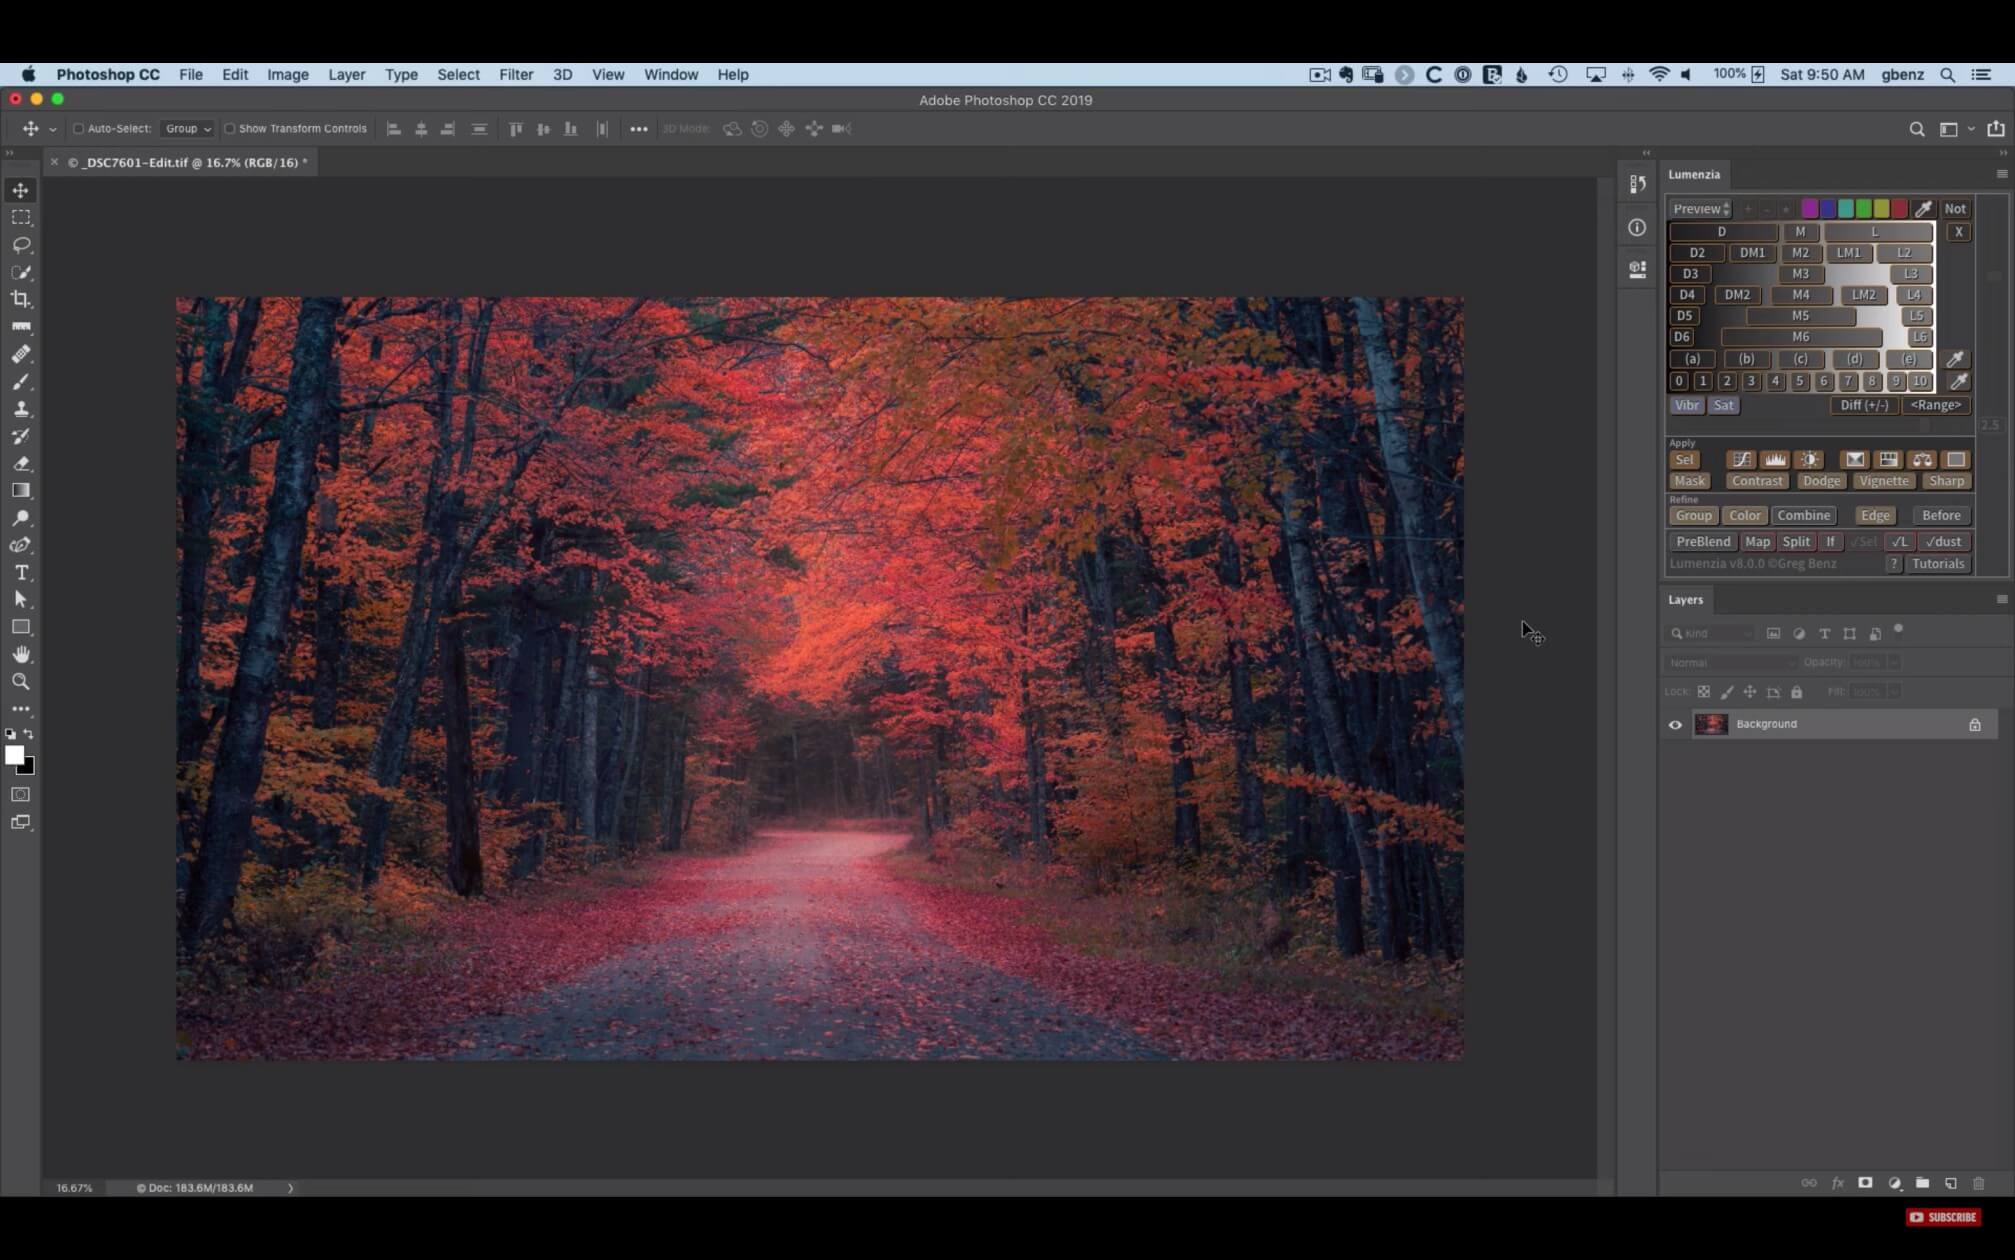 Photoshop CC File Edit Image Layer Type Select Filter 3D View Window Help 100% Sat 9:50 AM gbenz
Adobe Photoshop CC 2019
Auto-Select: Group Show Transform Controls 3D Mode:
× © _DSC7601-Edit.tif @ 16.7% (RGB/16) *
Lumenzia
Preview + - * Not
D M L X
D2 DM1 M2 LM1 L2
D3 M3 L3
D4 DM2 M4 LM2 L4
D5 M5 L5
D6 M6 L6
(a) (b) (c) (d) (e)
0 1 2 3 4 5 6 7 8 9 10
Vibr Sat Diff (+/-) <Range>
2.5
Apply
Sel
Mask Contrast Dodge Vignette Sharp
Refine
Group Color Combine Edge Before
PreBlend Map Split If √Sel √L √dust
Lumenzia v8.0.0 ©Greg Benz ? Tutorials
Layers
Kind
Normal Opacity: 100%
Lock: Fill: 100%
Background
fx
16.67% © Doc: 183.6M/183.6M
SUBSCRIBE